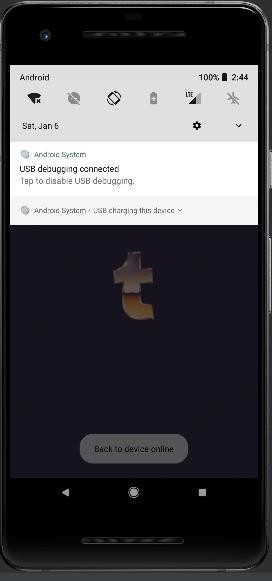 Android 100% 2:44
LTE
Sat, Jan 6
Android System
USB debugging connected
Tap to disable USB debugging.
Android System • USB charging this device
t
Back to device online